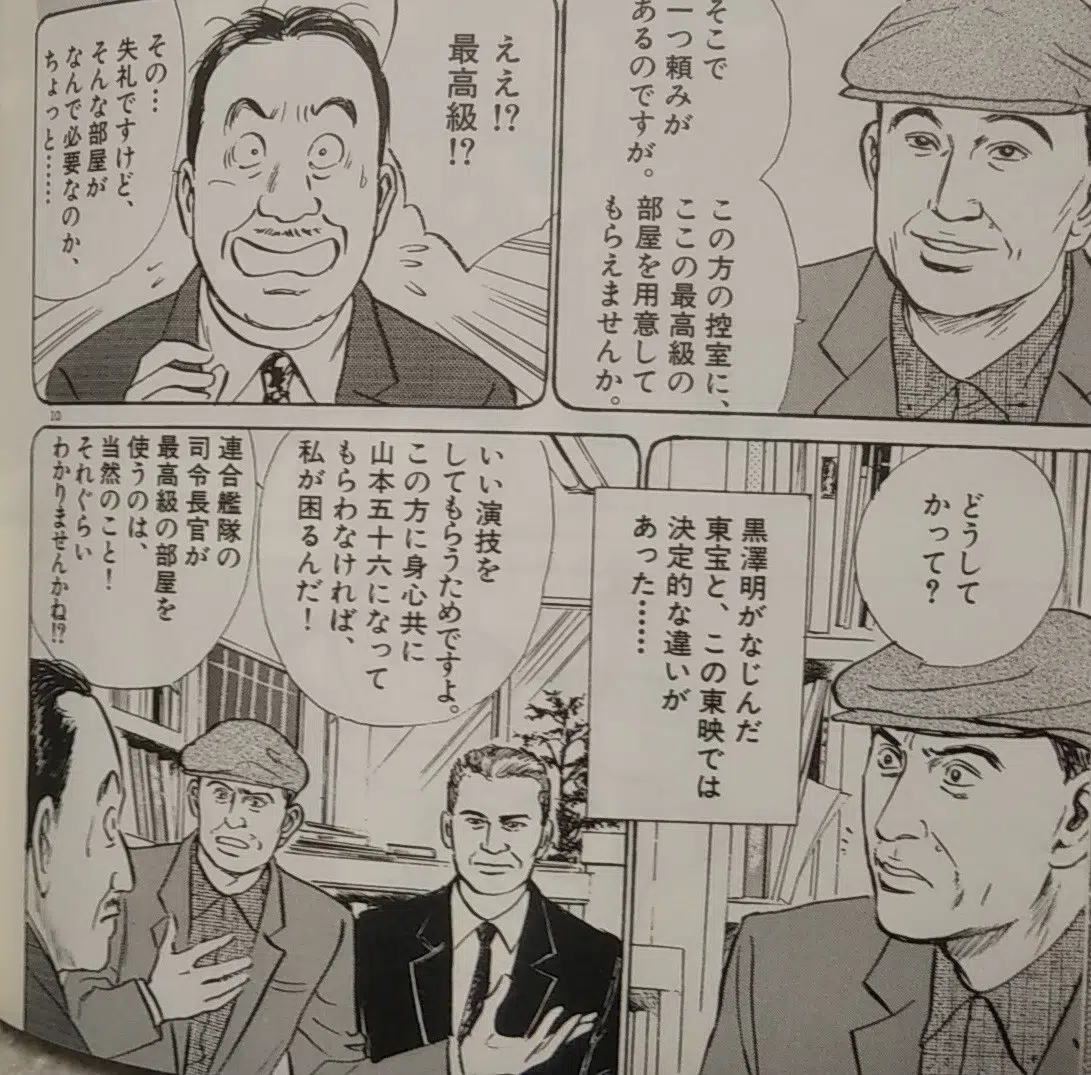 そこで
一つ頼みが
あるのですが。
この方の控室に、
ここの最高級の
部屋を用意して
もらえませんか。
ええ!?
最高級!?
その…
失礼ですけど、
そんな部屋が
なんで必要なのか、
ちょっと……
10
どうして
かって?
黒澤明がなじんだ
東宝と、この東映では
決定的な違いが
あった……
いい演技を
してもらうためですよ。
この方に身心共に
山本五十六になって
もらわなければ、
私が困るんだ!
連合艦隊の
司令長官が
最高級の部屋を
使うのは、
当然のこと!
それぐらい
わかりませんかね!?